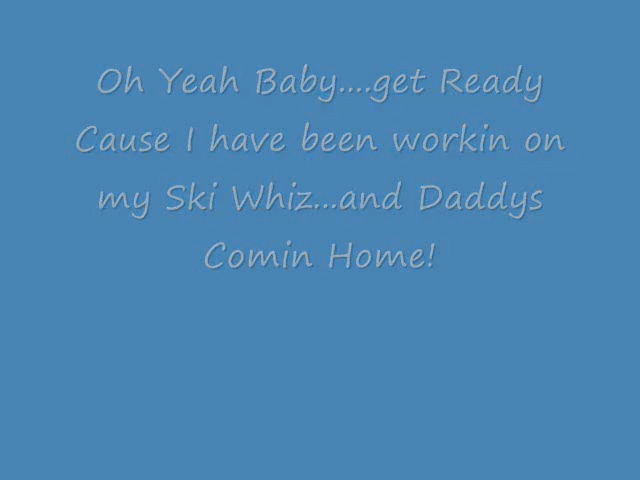 Oh Yeah Baby....get Ready
Cause I have been workin on
my Ski Whiz...and Daddys
Comin Home!